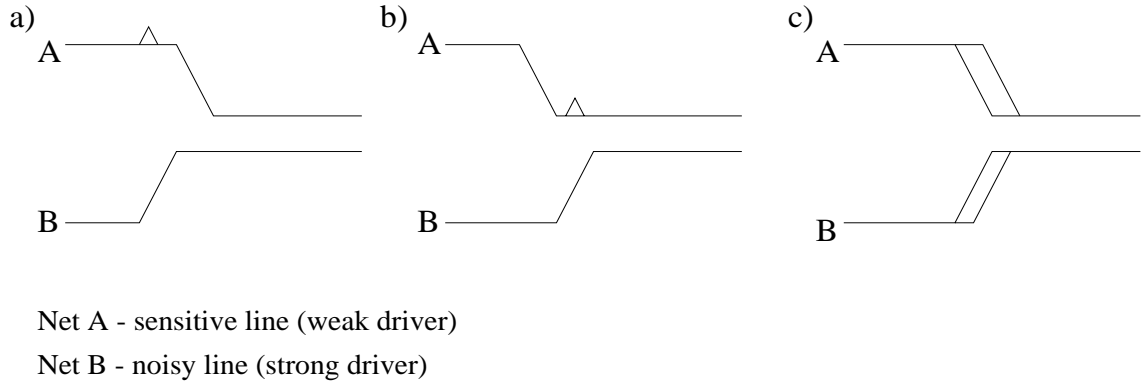 a)
b)
c)
A
A
A
B
B
B
Net A - sensitive line (weak driver)
Net B - noisy line (strong driver)